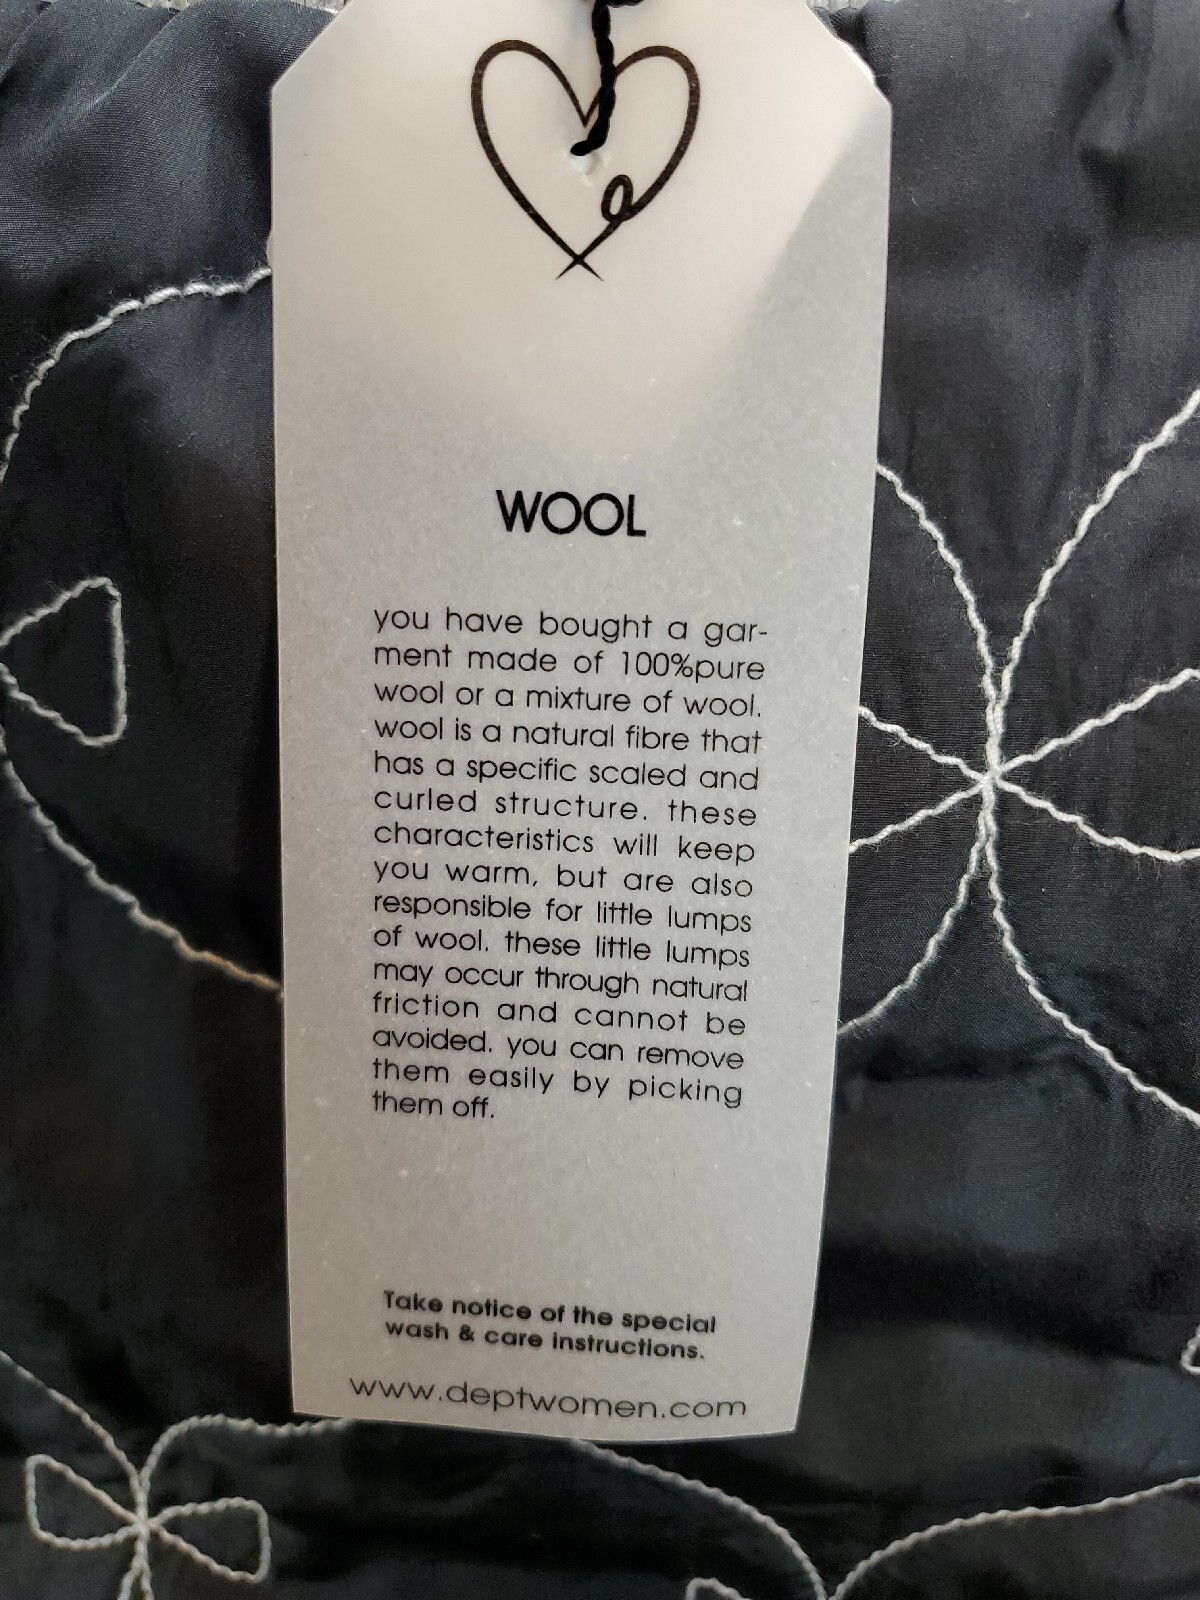 WOOL
you have bought a gar-
ment made of 100%pure
wool or a mixture of wool.
wool is a natural fibre that
has a specific scaled and
curled structure. these
characteristics will keep
you warm, but are also
responsible for little lumps
of wool. these little lumps
may occur through natural
friction and cannot be
avoided. you can remove
them easily by picking
them off.
Take notice of the special
wash & care instructions.
www.deptwomen.com